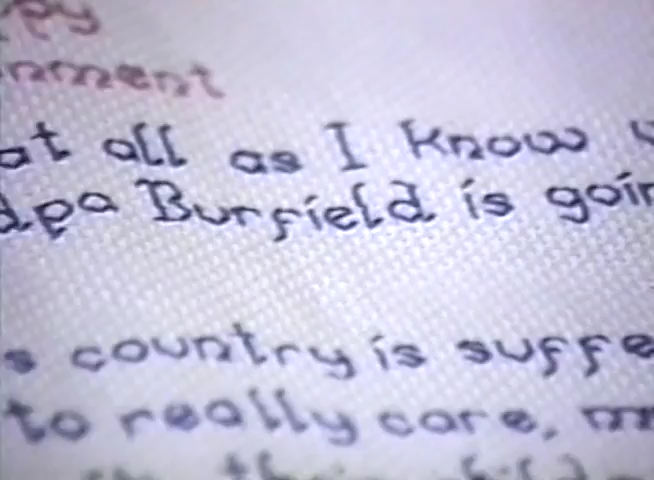 nment
at all as I know
dpa Burfield is goin
s country is suffe
to really care, m